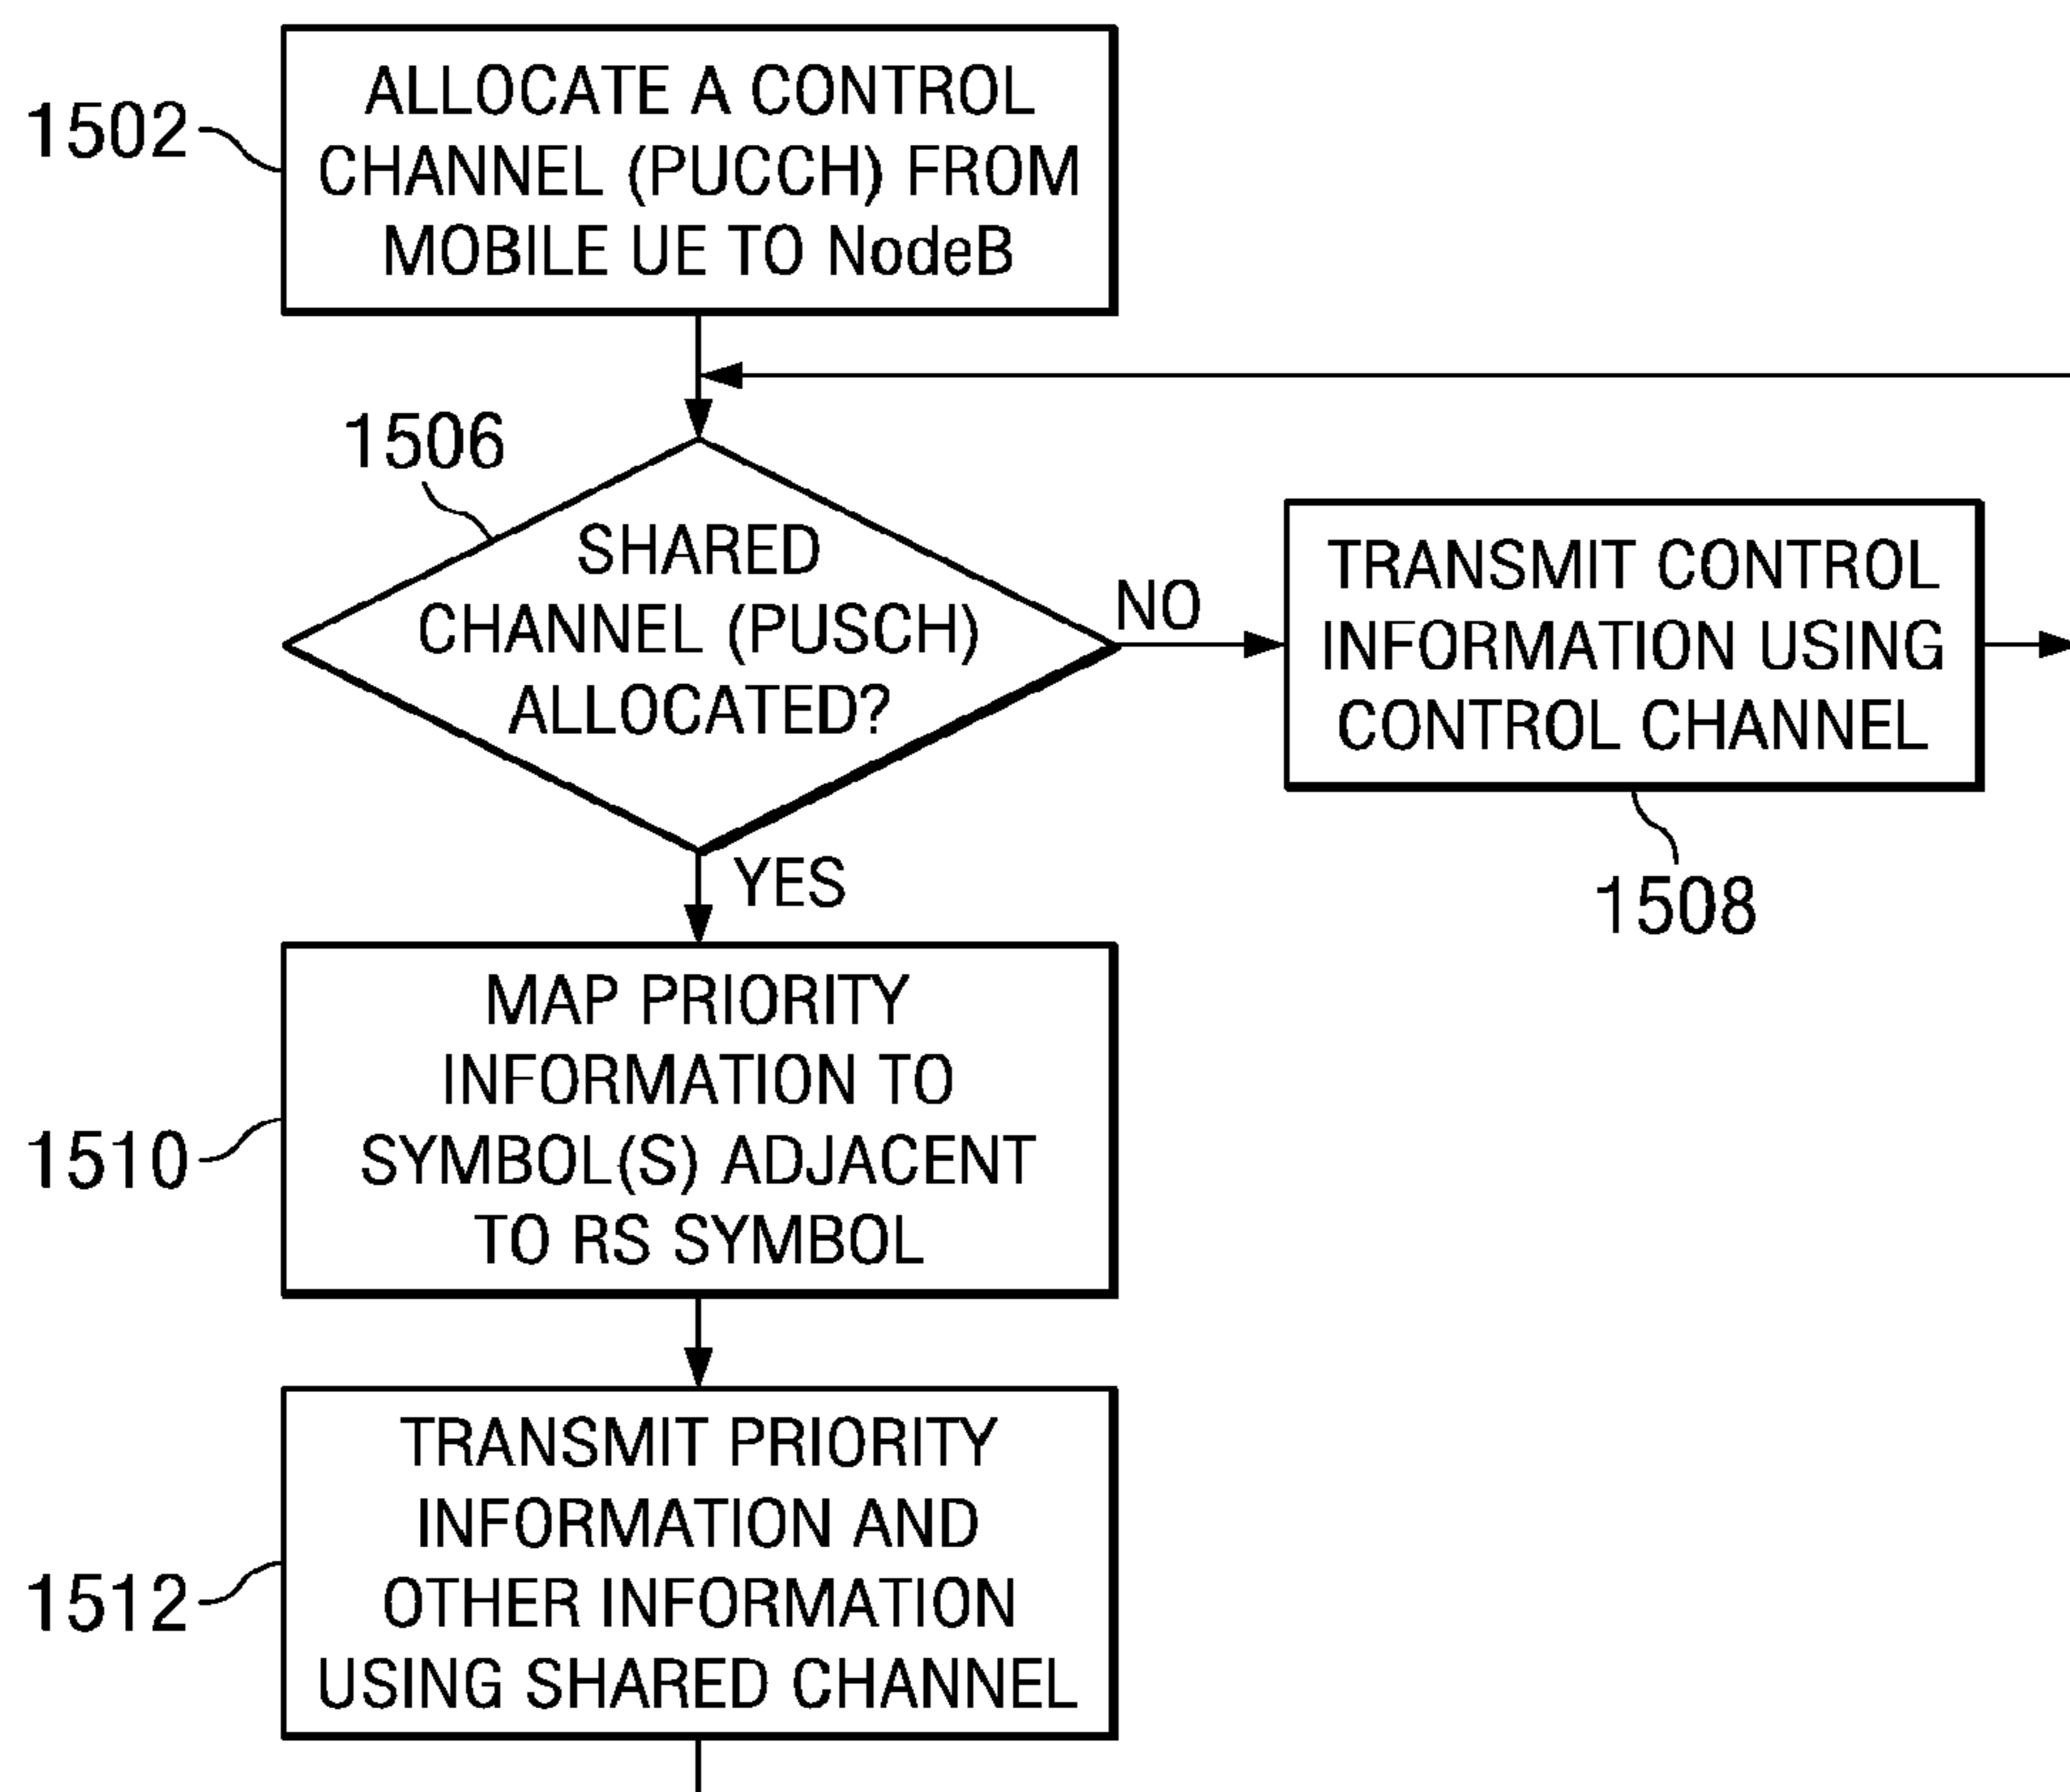 1502
ALLOCATE A CONTROL
CHANNEL (PUCCH) FROM
MOBILE UE TO NodeB
1506
SHARED
CHANNEL (PUSCH)
ALLOCATED?
NO
TRANSMIT CONTROL
INFORMATION USING
CONTROL CHANNEL
1508
YES
1510
MAP PRIORITY
INFORMATION TO
SYMBOL(S) ADJACENT
TO RS SYMBOL
1512
TRANSMIT PRIORITY
INFORMATION AND
OTHER INFORMATION
USING SHARED CHANNEL